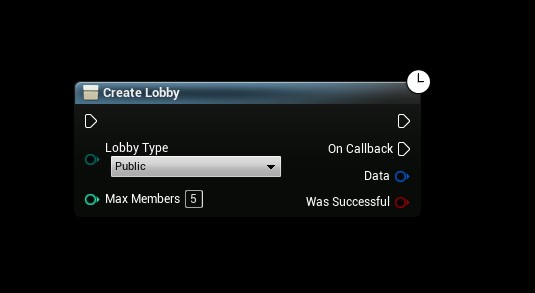 Create Lobby
Lobby Type
Public
On Callback
Data
Max Members 5
Was Successful